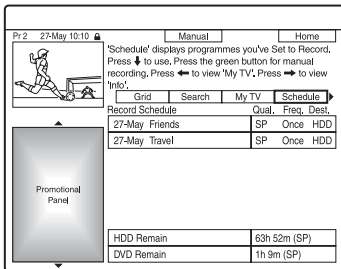 Pr 2 27-May 10:10 Manual Home
'Schedule' displays programmes you've Set to Record.
Press ↓ to use. Press the green button for manual
recording. Press ← to view 'My TV'. Press → to view
'Info'.
Grid Search My TV Schedule
Record Schedule Qual. Freq. Dest.
27-May Friends SP Once HDD
27-May Travel SP Once HDD
Promotional
Panel
HDD Remain 63h 52m (SP)
DVD Remain 1h 9m (SP)